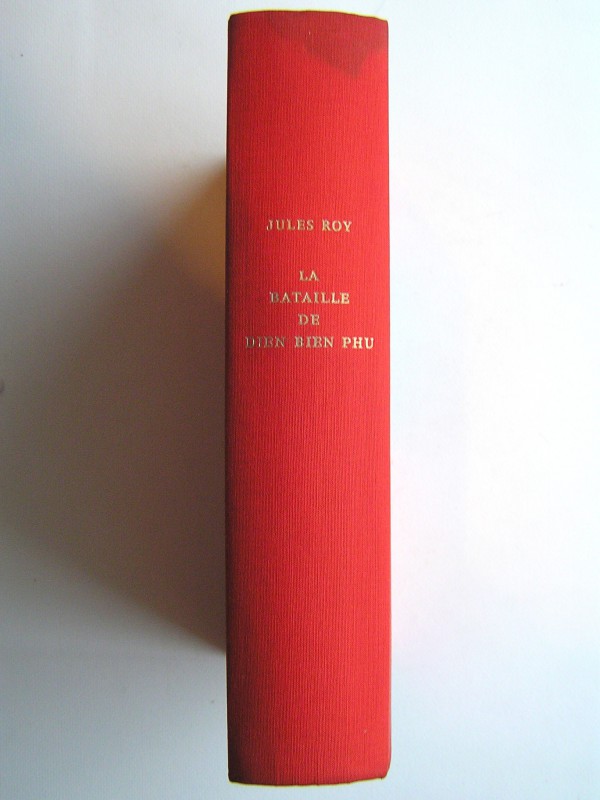 JULES ROY
LA
BATAILLE
DE
DIEN BIEN PHU